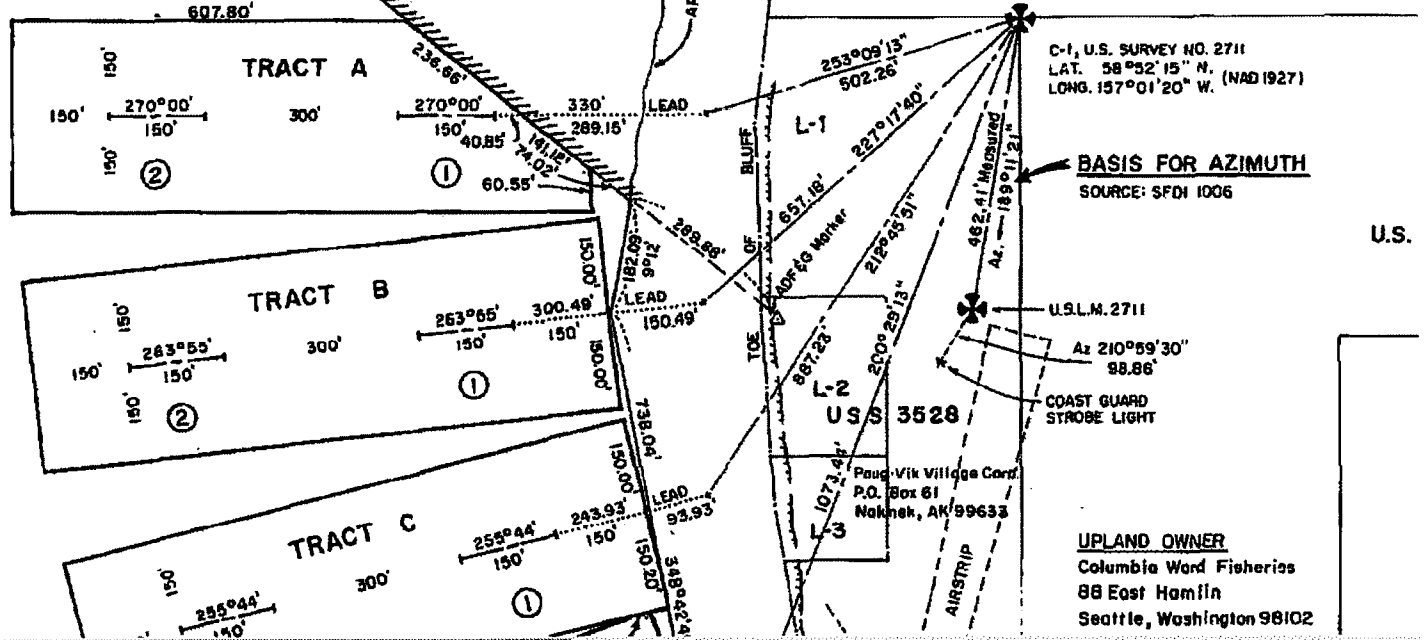 607.80'
236.66'
TRACT A
150'
150'
270°00'
150'
300'
270°00'
150'
150'
330' LEAD
289.15'
40.85'
141.12'
74.02'
60.55'
②
①
253°09'13"
502.26'
L-1
227°17'40"
657.18'
C-1, U.S. SURVEY NO. 2711
LAT. 58°52'15" N.
LONG. 157°01'20" W. (NAD 1927)
BASIS FOR AZIMUTH
SOURCE: SFDI 1006
462.41' Measured
Az. 189°11'21"
U.S.
TOE OF BLUFF
289.88'
ADF&G Marker
212°45'51"
887.23'
200°29'13"
1073.44'
182.09'
TRACT B
150'
150'
263°55'
150'
300'
263°55'
150'
150'
300.49'
150'
LEAD
150.49'
150.00'
150.00'
②
①
738.04'
U.S.L.M. 2711
Az 210°59'30"
98.86'
COAST GUARD
STROBE LIGHT
L-2
USS 3528
Paug-Vik Village Corp.
P.O. Box 61
Naknek, AK 99633
L-3
AIRSTRIP
TRACT C
150'
255°44'
150'
300'
255°44'
150'
243.93'
150'
LEAD
93.93'
150.00'
150.20'
①
UPLAND OWNER
Columbia Ward Fisheries
88 East Hamlin
Seattle, Washington 98102